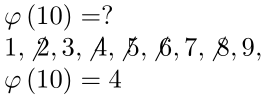 φ (10) =?
1, 2, 3, 4, 5, 6, 7, 8, 9,
φ (10) = 4